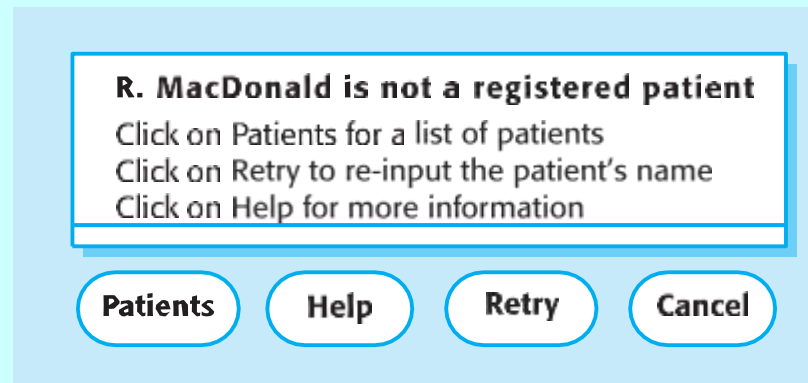 R. MacDonald is not a registered patient
Click on Patients for a list of patients
Click on Retry to re-input the patient’s name
Click on Help for more information
Patients Help Retry Cancel